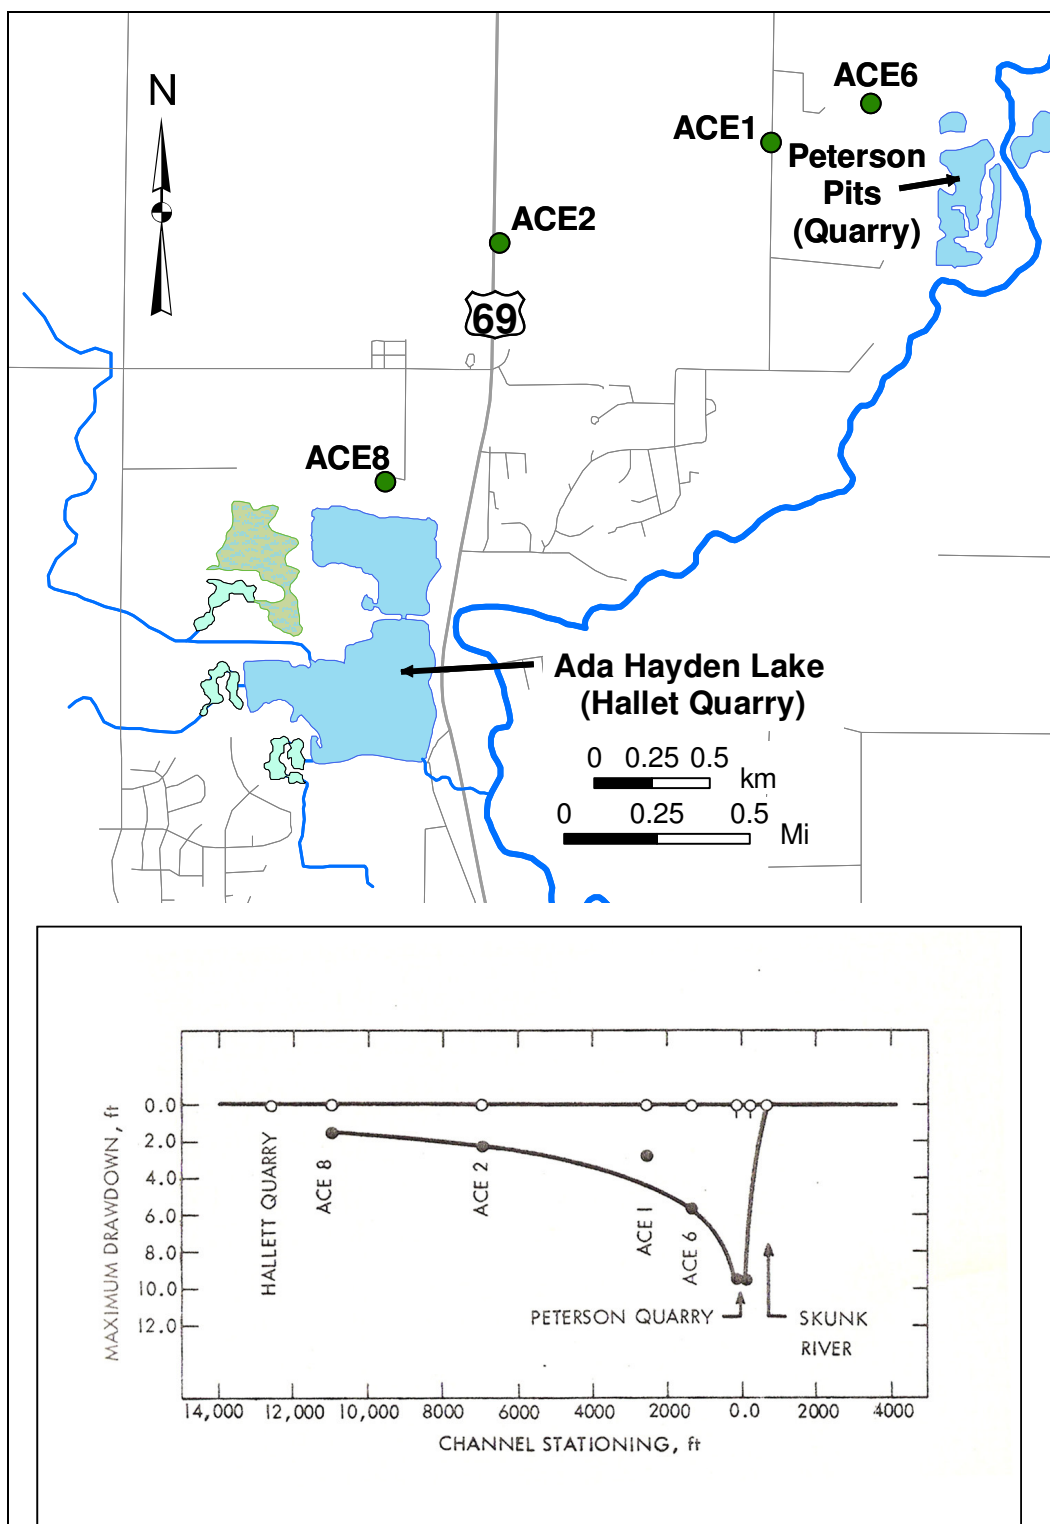 N
ACE6
ACE1
Peterson
Pits
(Quarry)
ACE2
69
ACE8
Ada Hayden Lake
(Hallet Quarry)
0 0.25 0.5
km
0 0.25 0.5
Mi
MAXIMUM DRAWDOWN, ft
0.0
2.0
4.0
6.0
8.0
10.0
12.0
HALLETT QUARRY
ACE 8
ACE 2
ACE 1
ACE 6
PETERSON QUARRY
SKUNK
RIVER
14,000 12,000 10,000 8000 6000 4000 2000 0.0 2000 4000
CHANNEL STATIONING, ft